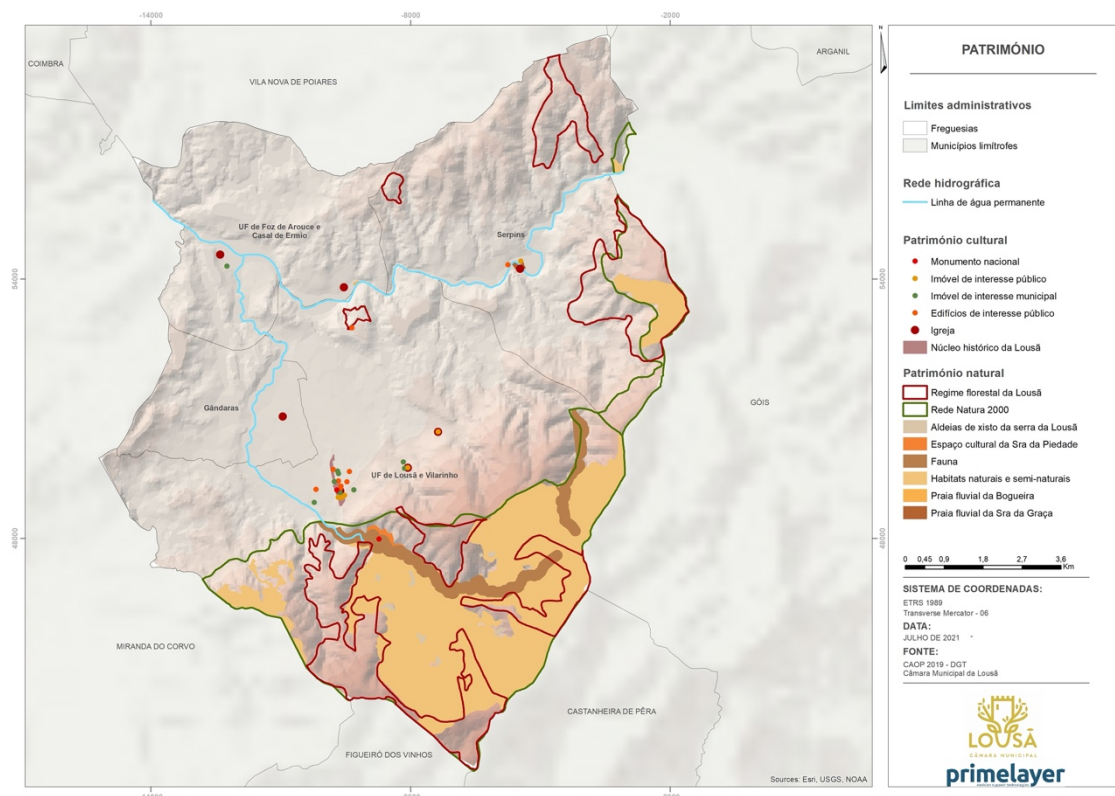 -14000
-8000
-2000
COIMBRA
ARGANIL
VILA NOVA DE POIARES
N
UF de Foz de Arouce e
Casal de Ermio
Serpins
54000
54000
Gândaras
GÓIS
UF de Lousã e Vilarinho
48000
48000
MIRANDA DO CORVO
CASTANHEIRA DE PÊRA
FIGUEIRÓ DOS VINHOS
Sources: Esri, USGS, NOAA
PATRIMÓNIO
Limites administrativos
Freguesias
Municípios limítrofes
Rede hidrográfica
Linha de água permanente
Património cultural
Monumento nacional
Imóvel de interesse público
Imóvel de interesse municipal
Edifícios de interesse público
Igreja
Núcleo histórico da Lousã
Património natural
Regime florestal da Lousã
Rede Natura 2000
Aldeias de xisto da serra da Lousã
Espaço cultural da Sra da Piedade
Fauna
Habitats naturais e semi-naturais
Praia fluvial da Bogueira
Praia fluvial da Sra da Graça
0 0,45 0,9 1,8 2,7 3,6
Km
SISTEMA DE COORDENADAS:
ETRS 1989
Transverse Mercator - 06
DATA:
JULHO DE 2021
FONTE:
CAOP 2019 - DGT
Câmara Municipal da Lousã
LOUSÃ
CÂMARA MUNICIPAL
primelayer